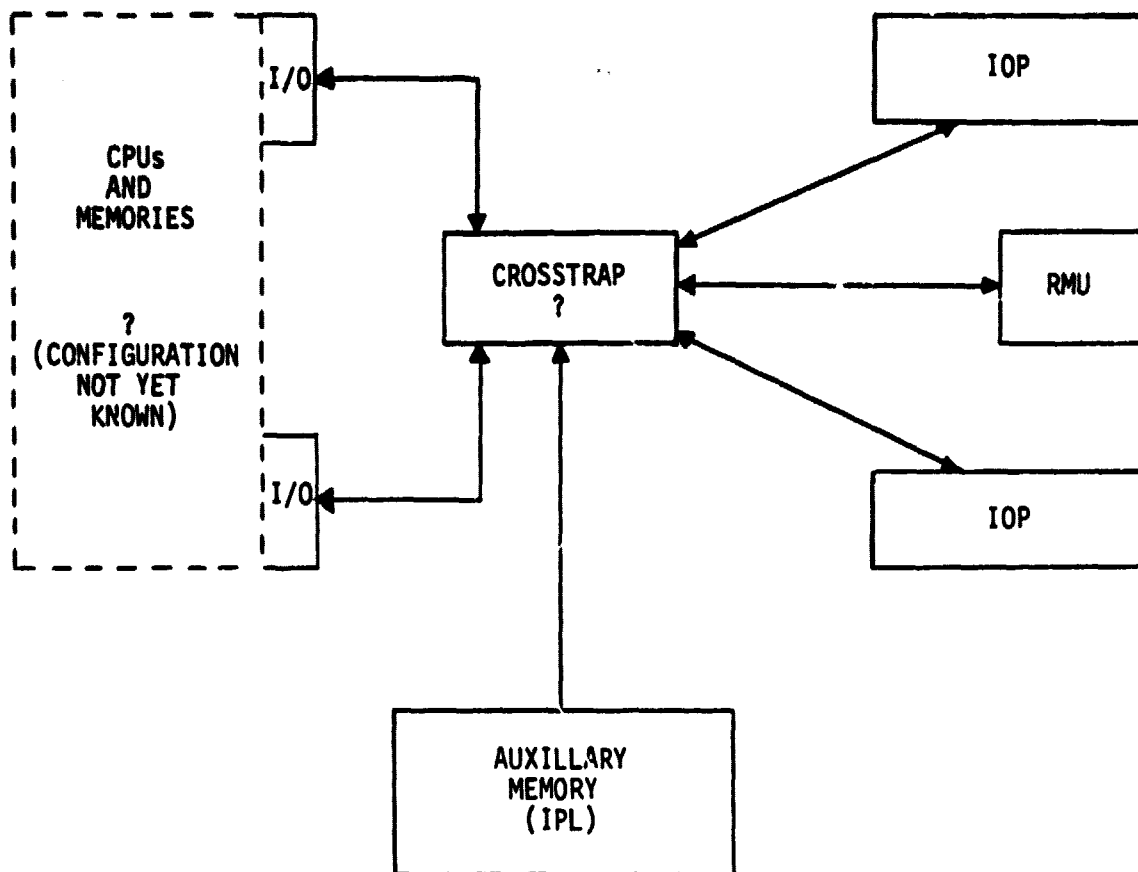 I/O
IOP
CPUs
AND
MEMORIES
CROSSTRAP
?
RMU
?
(CONFIGURATION
NOT YET
KNOWN)
I/O
IOP
AUXILLARY
MEMORY
(IPL)